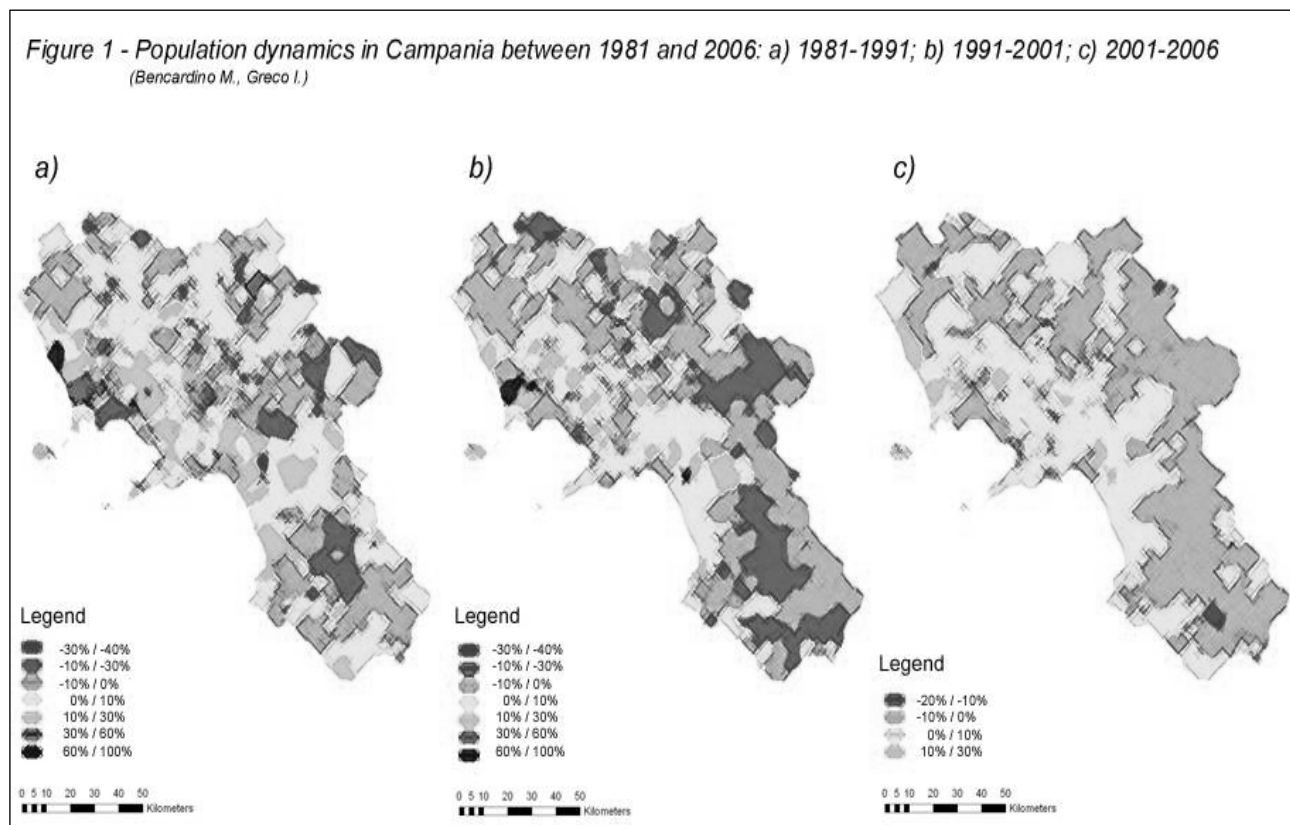 Figure 1 - Population dynamics in Campania between 1981 and 2006: a) 1981-1991; b) 1991-2001; c) 2001-2006
(Bencardino M., Greco I.)
a)
b)
c)
Legend
-30% / -40%
-10% / -30%
-10% / 0%
0% / 10%
10% / 30%
30% / 60%
60% / 100%
0 5 10 20 30 40 50
Kilometers
Legend
-30% / -40%
-10% / -30%
-10% / 0%
0% / 10%
10% / 30%
30% / 60%
60% / 100%
0 5 10 20 30 40 50
Kilometers
Legend
-20% / -10%
-10% / 0%
0% / 10%
10% / 30%
0 5 10 20 30 40 50
Kilometers